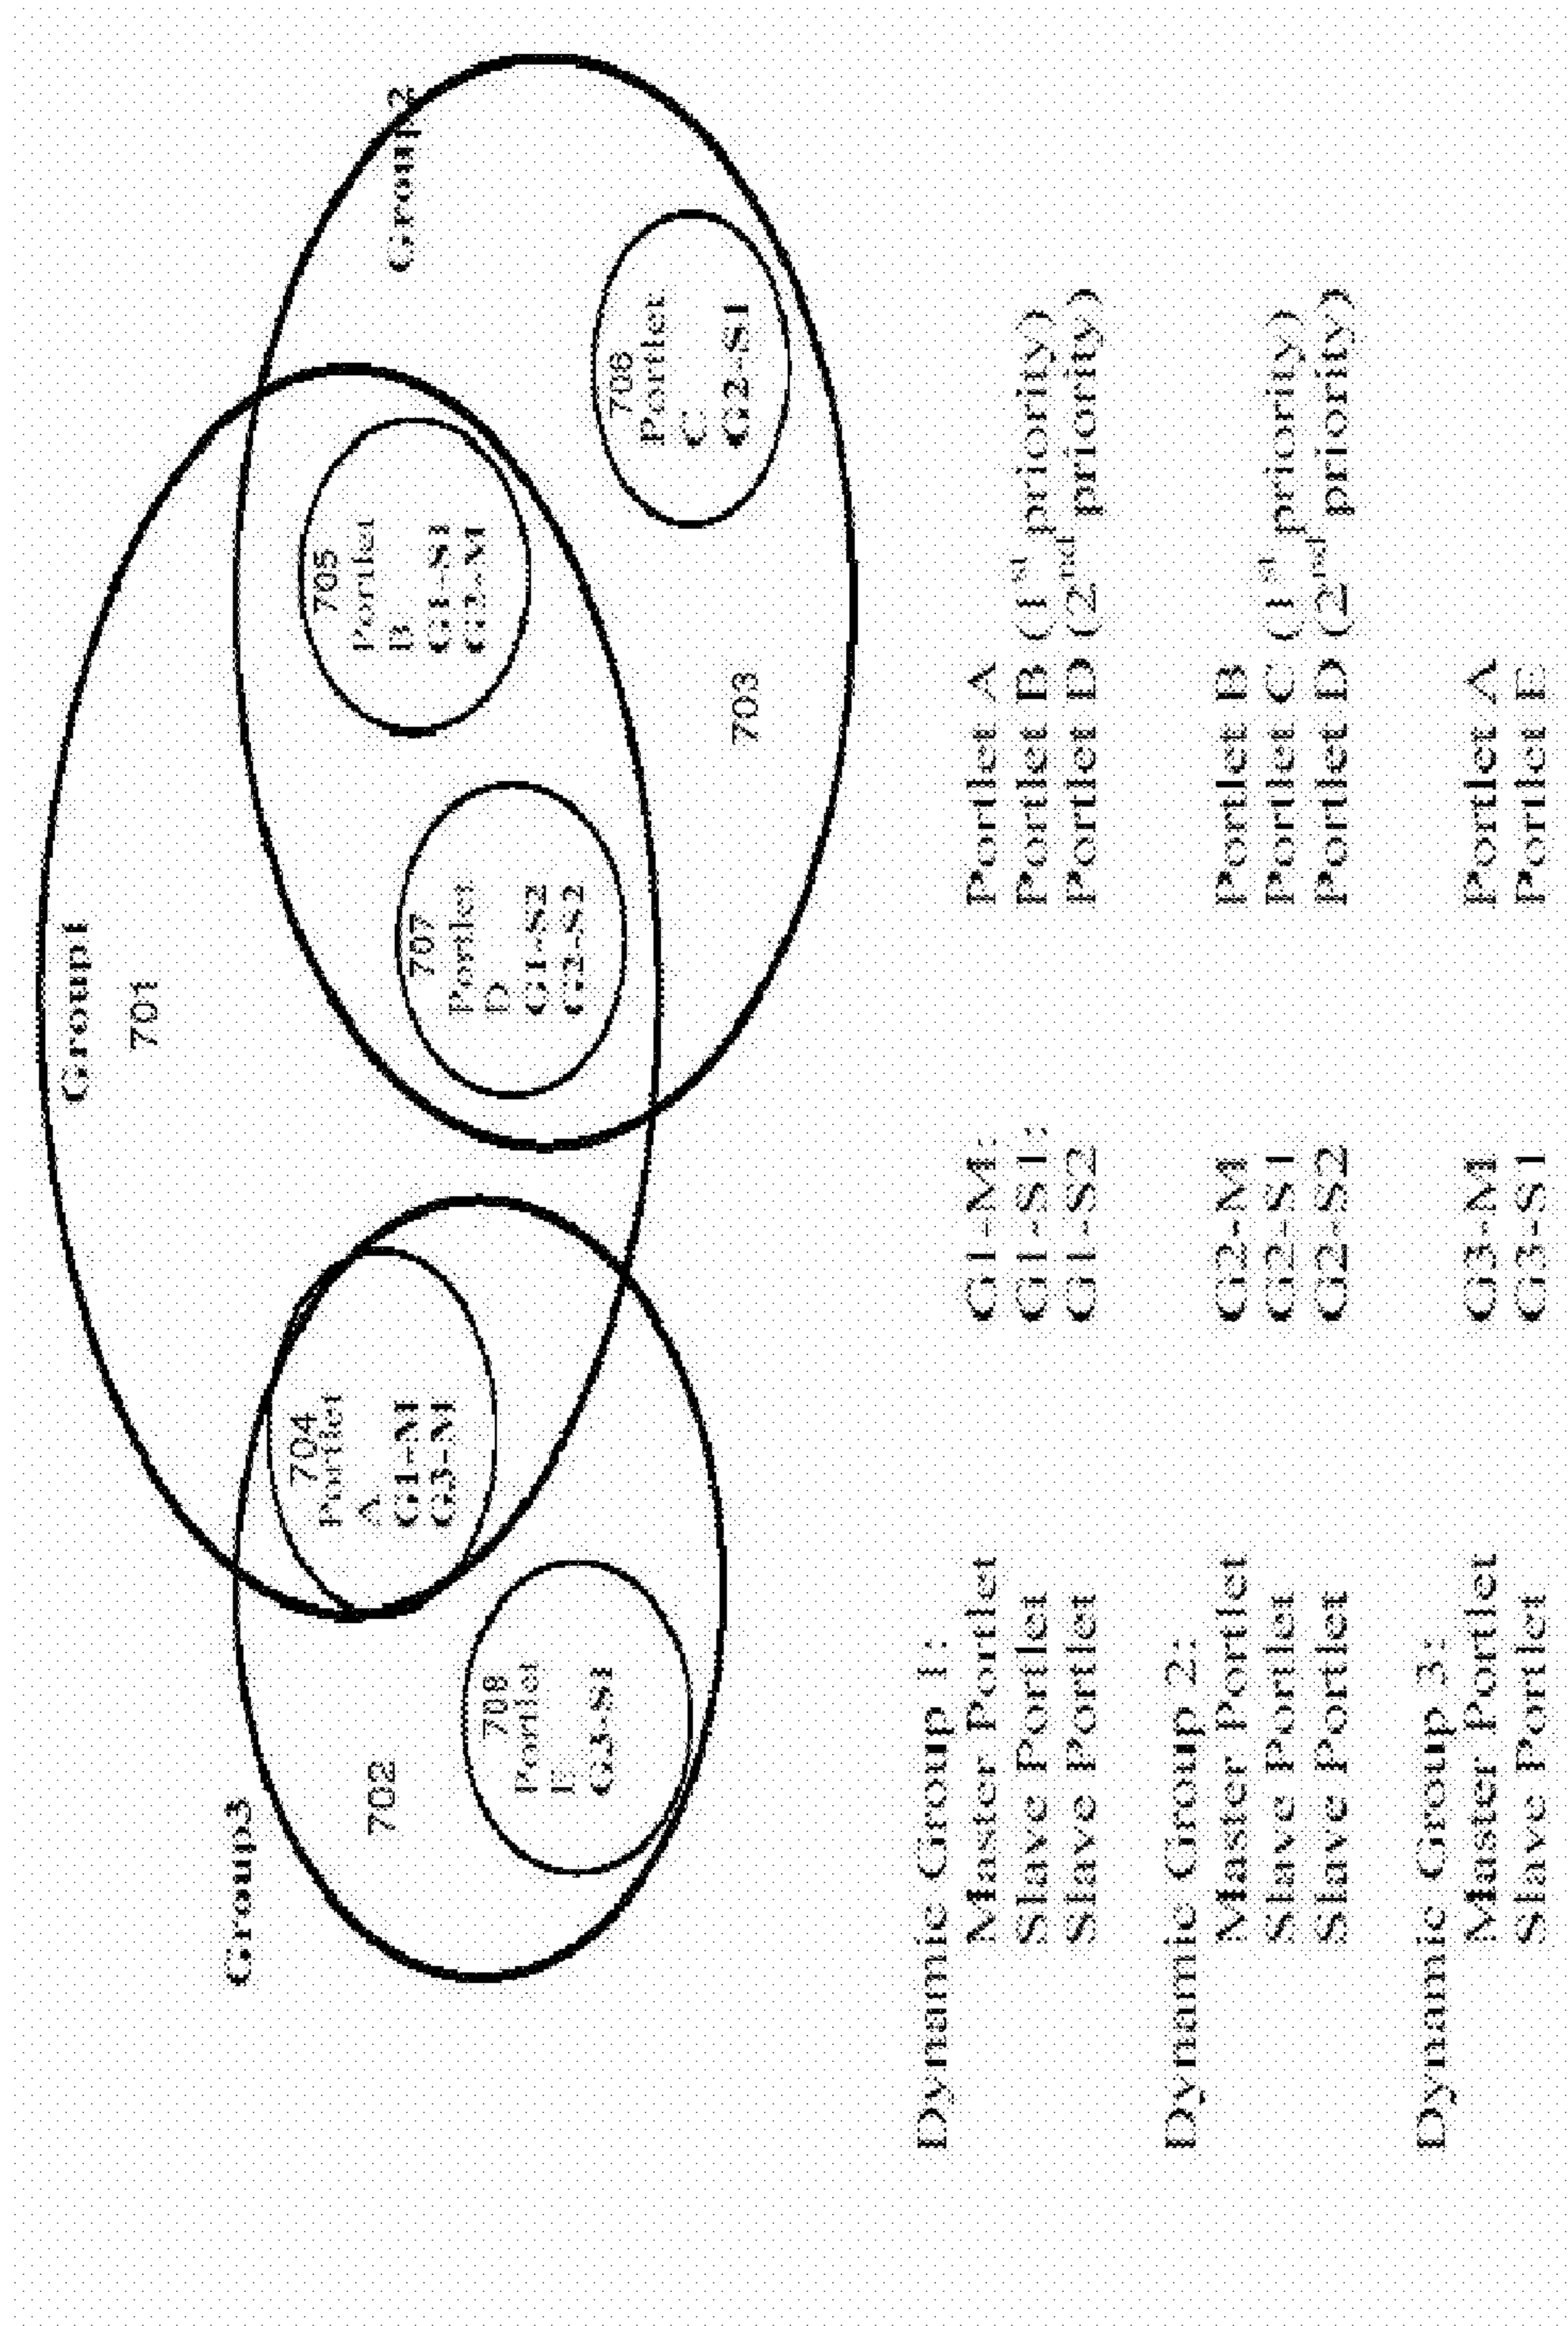 Group1
701
Group2
Group3
702
703
704
Portlet
A
G1-M
G3-M
705
Portlet
B
G1-S1
G2-M
706
Portlet
C
G2-S1
707
Portlet
D
G1-S2
G2-S2
708
Portlet
E
G3-S1
Dynamic Group 1:
Master Portlet G1-M: Portlet A
Slave Portlet G1-S1: Portlet B (1st priority)
Slave Portlet G1-S2 Portlet D (2nd priority)
Dynamic Group 2:
Master Portlet G2-M Portlet B
Slave Portlet G2-S1 Portlet C (1st priority)
Slave Portlet G2-S2 Portlet D (2nd priority)
Dynamic Group 3:
Master Portlet G3-M Portlet A
Slave Portlet G3-S1 Portlet E